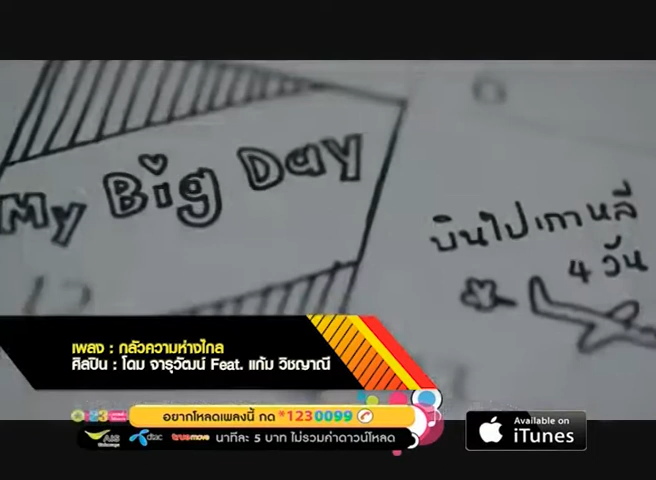 My Big Day
บินไปเกาหลี
4 วัน
เพลง : กลัวความห่างไกล
ศิลปิน : โดม จารุวัฒน์ Feat. แก้ม วิชญาณี
อยากโหลดเพลงนี้ กด *1230099
AIS dtac truemove นาทีละ 5 บาท ไม่รวมค่าดาวน์โหลด
Available on
iTunes